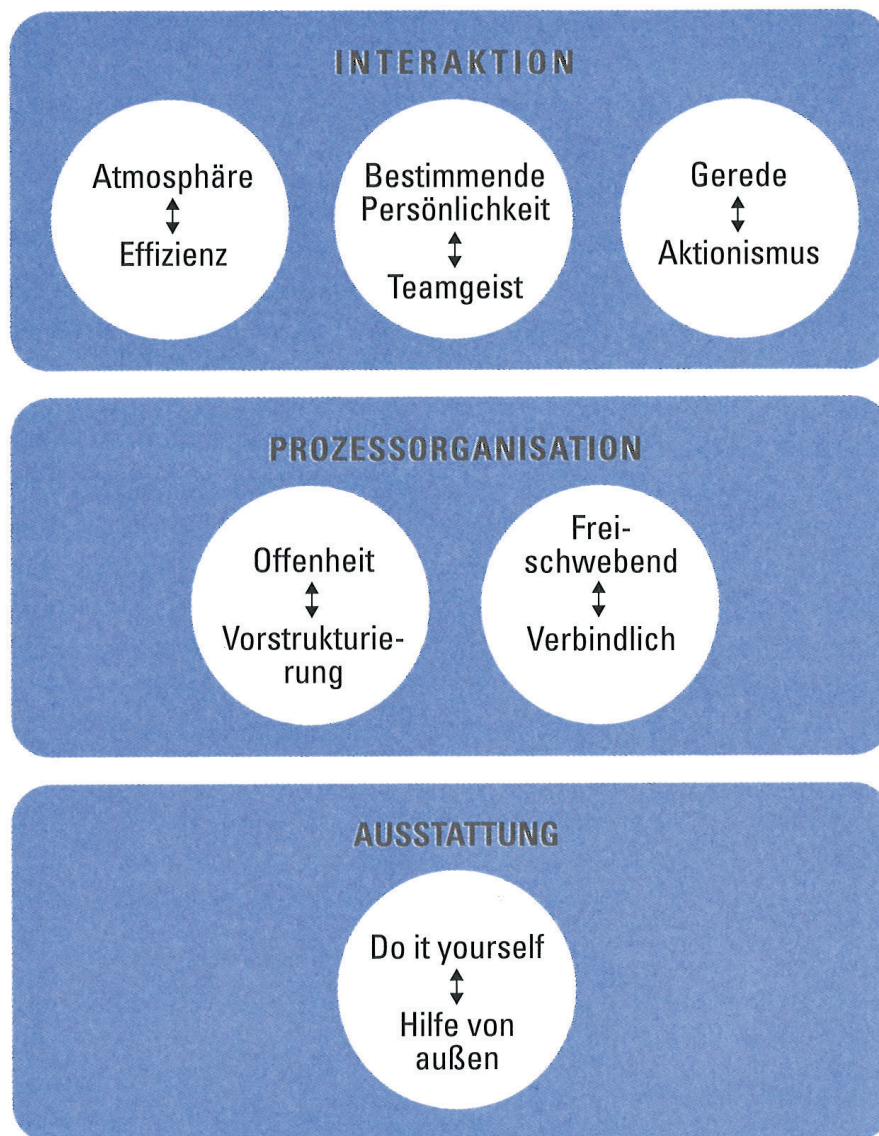 INTERAKTION
Atmosphäre
Effizienz
Bestimmende
Persönlichkeit
Teamgeist
Gerede
Aktionismus
PROZESSORGANISATION
Offenheit
Vorstrukturie-
rung
Frei-
schwebend
Verbindlich
AUSSTATTUNG
Do it yourself
Hilfe von
außen